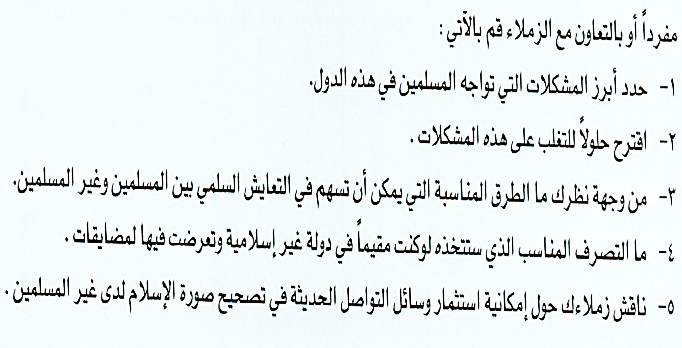 مفرداً أو بالتعاون مع الزملاء قم بالآتي :
١- حدد أبرز المشكلات التي تواجه المسلمين في هذه الدول.
٢- اقترح حلولاً للتغلب على هذه المشكلات .
٣- من وجهة نظرك ما الطرق المناسبة التي يمكن أن تسهم في التعايش السلمي بين المسلمين وغير المسلمين.
٤- ما التصرف المناسب الذي ستتخذه لوكنت مقيماً في دولة غير إسلامية وتعرضت فيها لمضايقات .
٥- ناقش زملاءك حول إمكانية استثمار وسائل التواصل الحديثة في تصحيح صورة الإسلام لدى غير المسلمين .